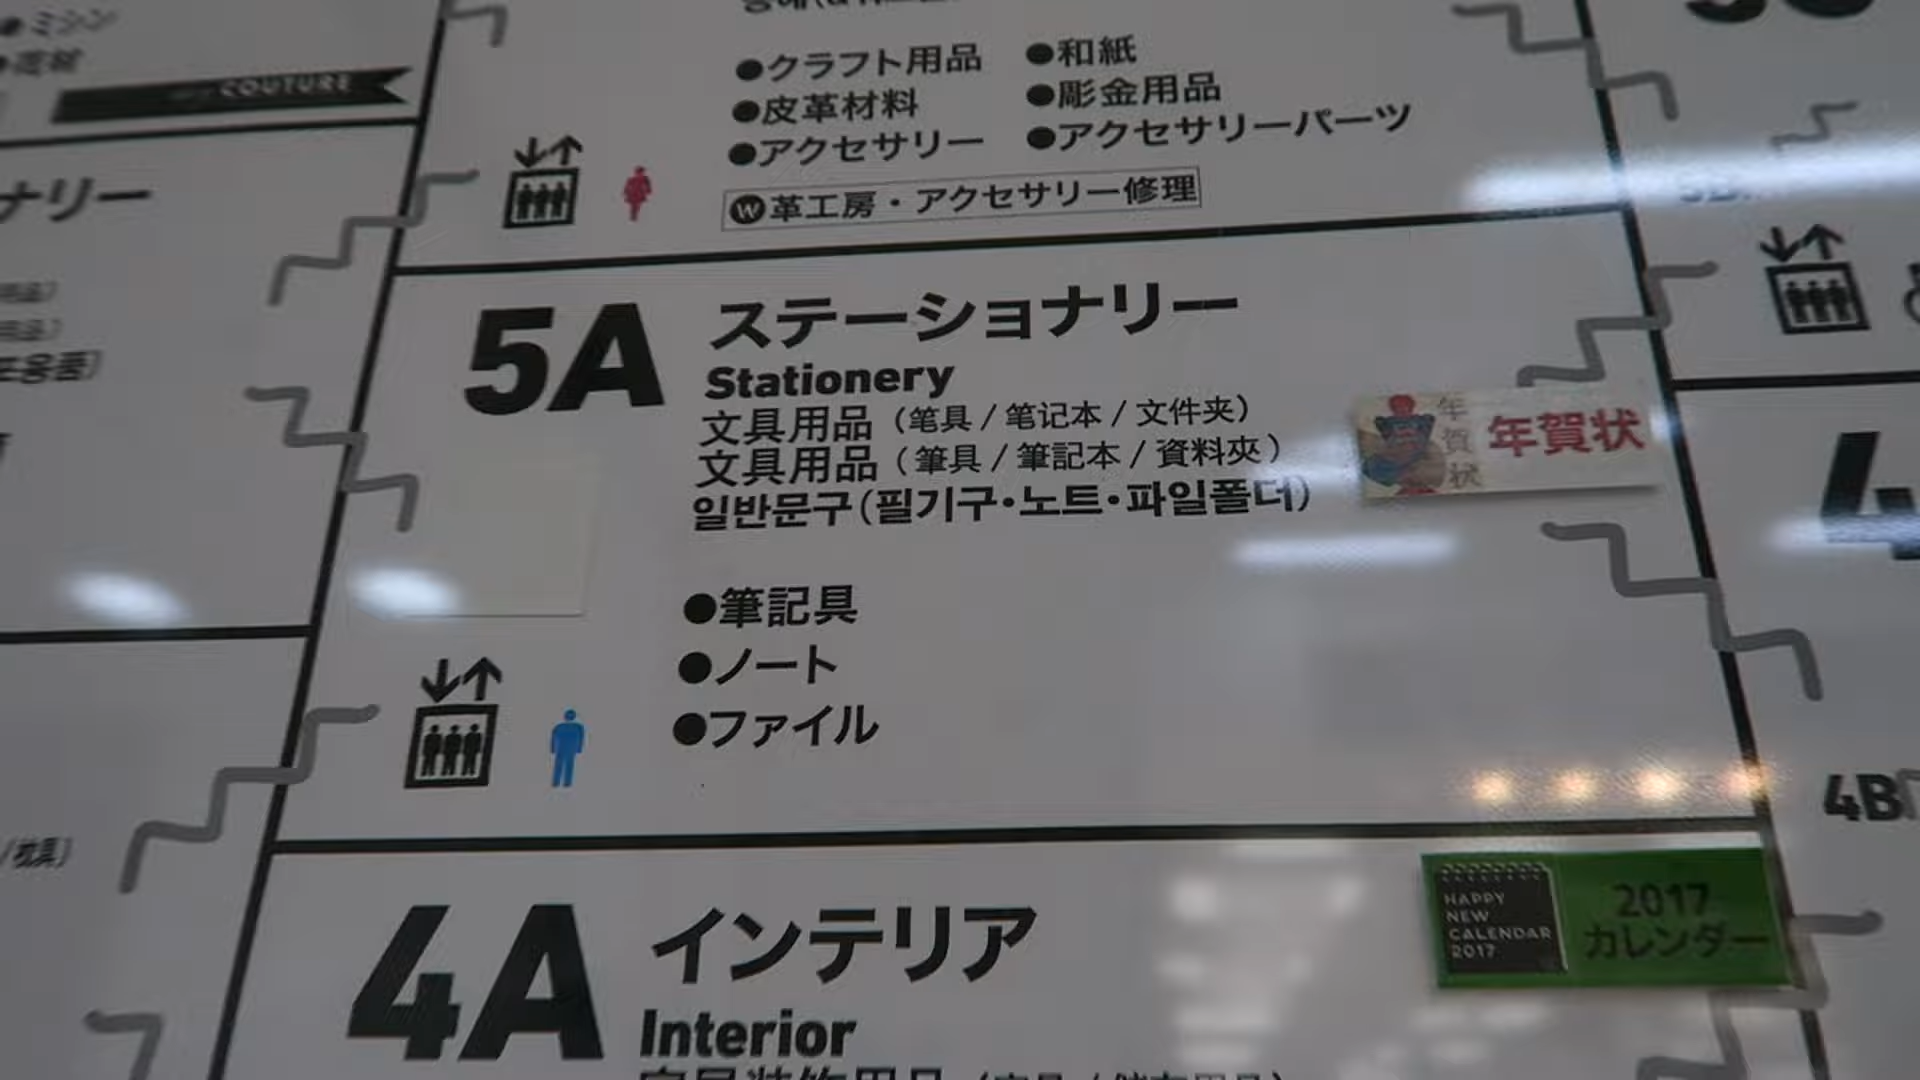 ミシン
COUTURE
ナリー
●クラフト用品 ●和紙
●皮革材料 ●彫金用品
●アクセサリー ●アクセサリーパーツ
W革工房・アクセサリー修理
5A ステーショナリー
Stationery
文具用品（笔具/笔记本/文件夹）
文具用品（筆具/筆記本/資料夾）
일반문구(필기구·노트·파일폴더)
年賀状
年賀状
●筆記具
●ノート
●ファイル
4A インテリア
Interior
HAPPY
NEW
CALENDAR
2017
2017
カレンダー
4B